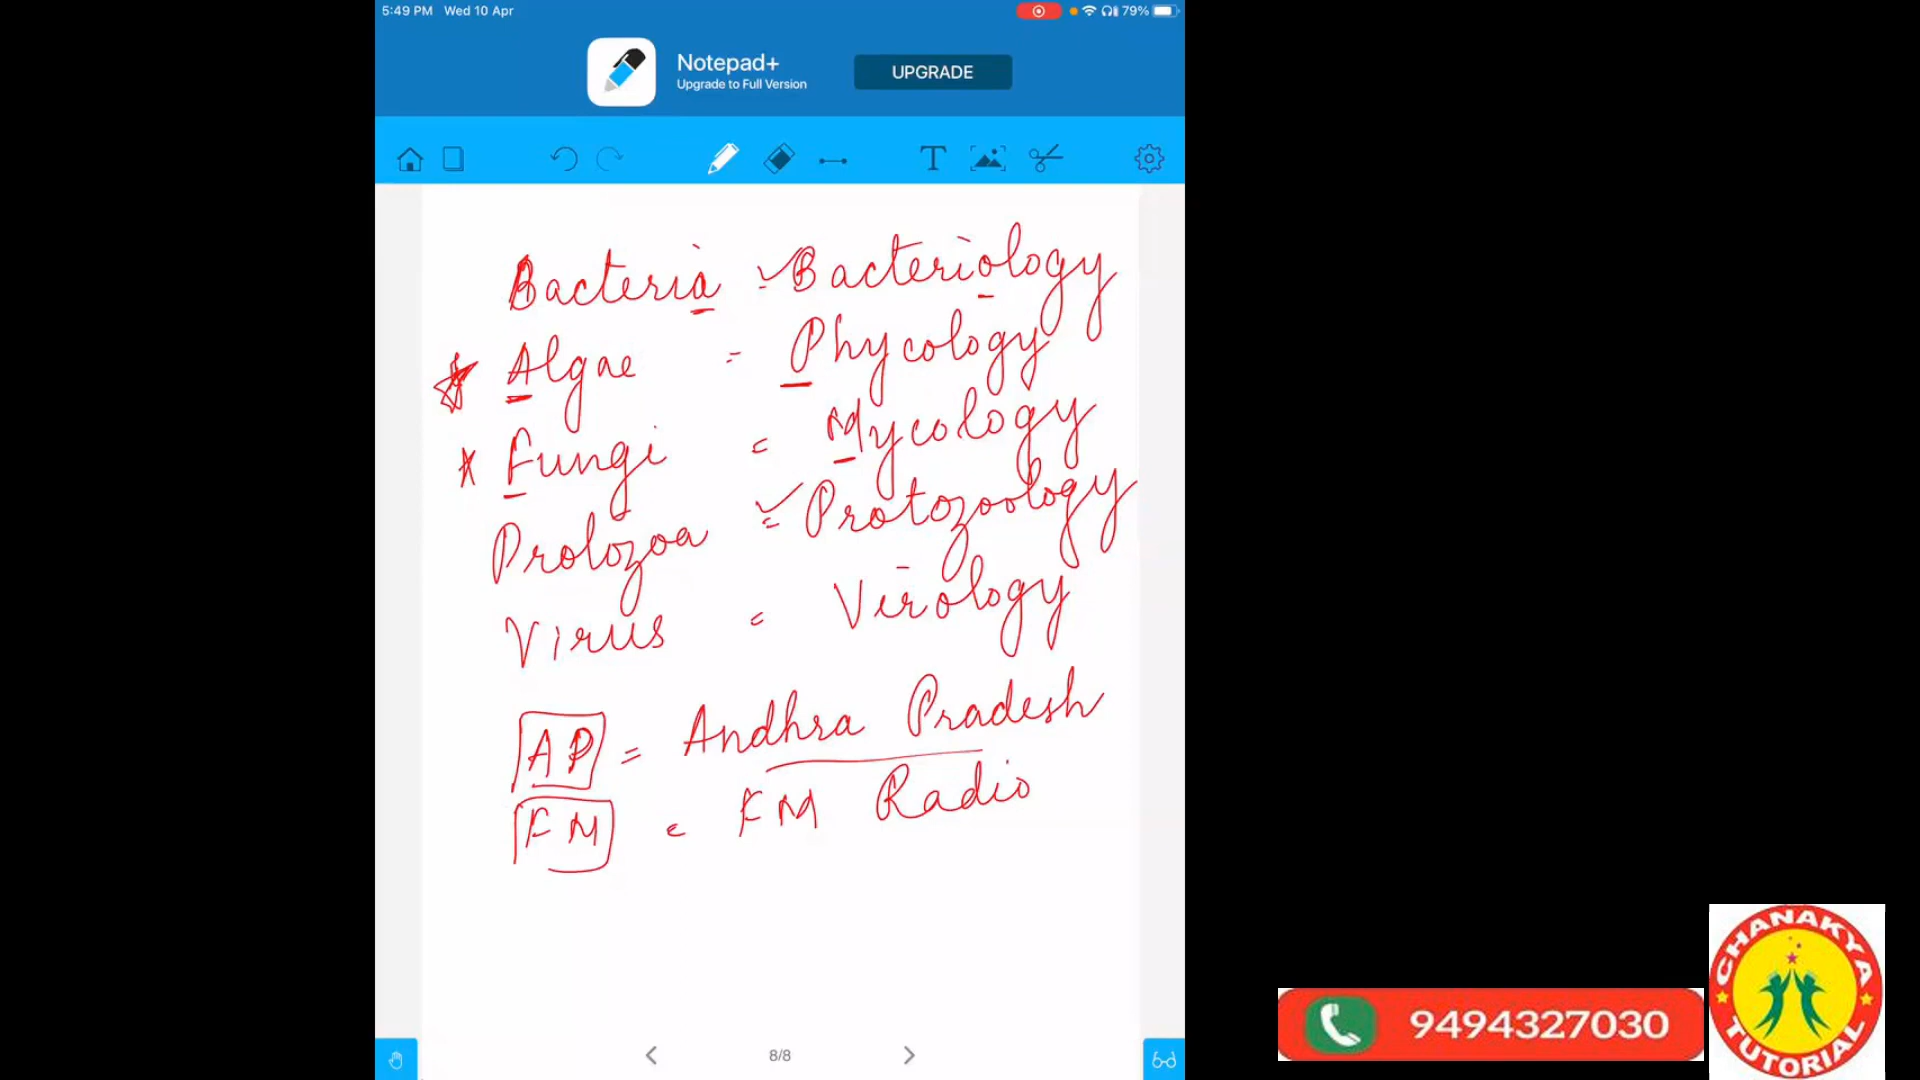 5:49 PM Wed 10 Apr 79%
Notepad+
Upgrade to Full Version
UPGRADE
Bacteria = Bacteriology
Algae = Phycology
Fungi = Mycology
Protozoa = Protozoology
Virus = Virology
AP = Andhra Pradesh
FM = FM Radio
8/8
9494327030
CHANAKYA
TUTORIAL